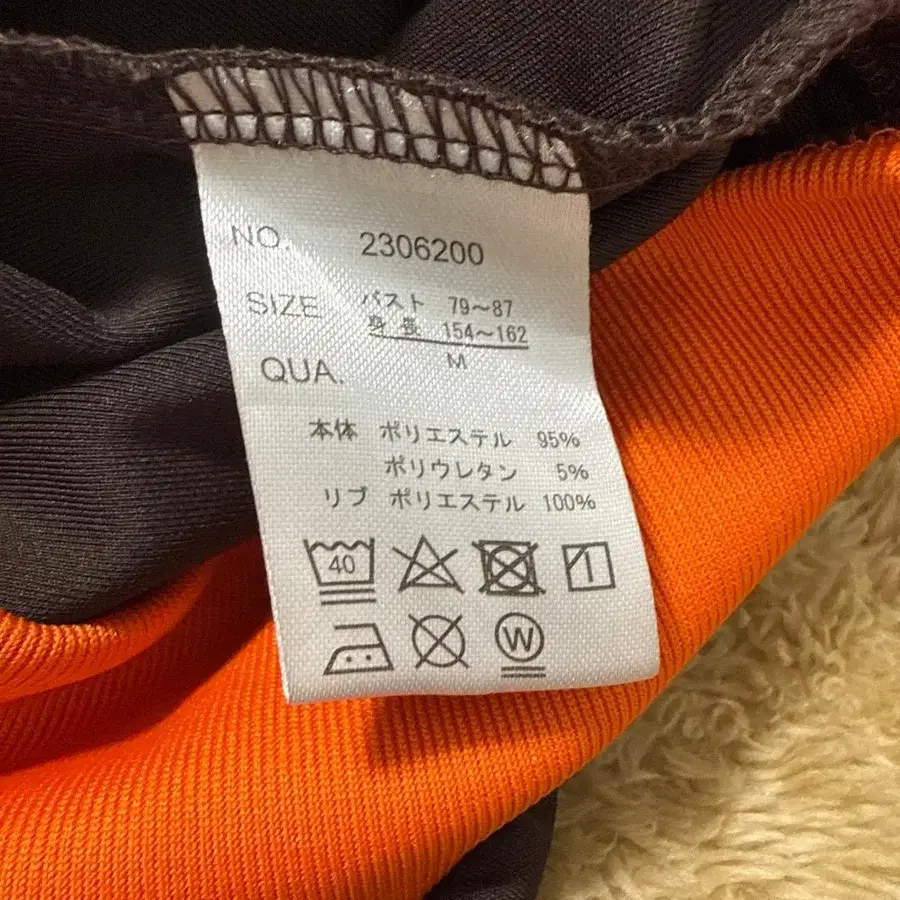 NO. 2306200
SIZE バスト 79～87
身長 154～162
QUA. M
本体 ポリエステル 95%
ポリウレタン 5%
リブ ポリエステル 100%
40
W